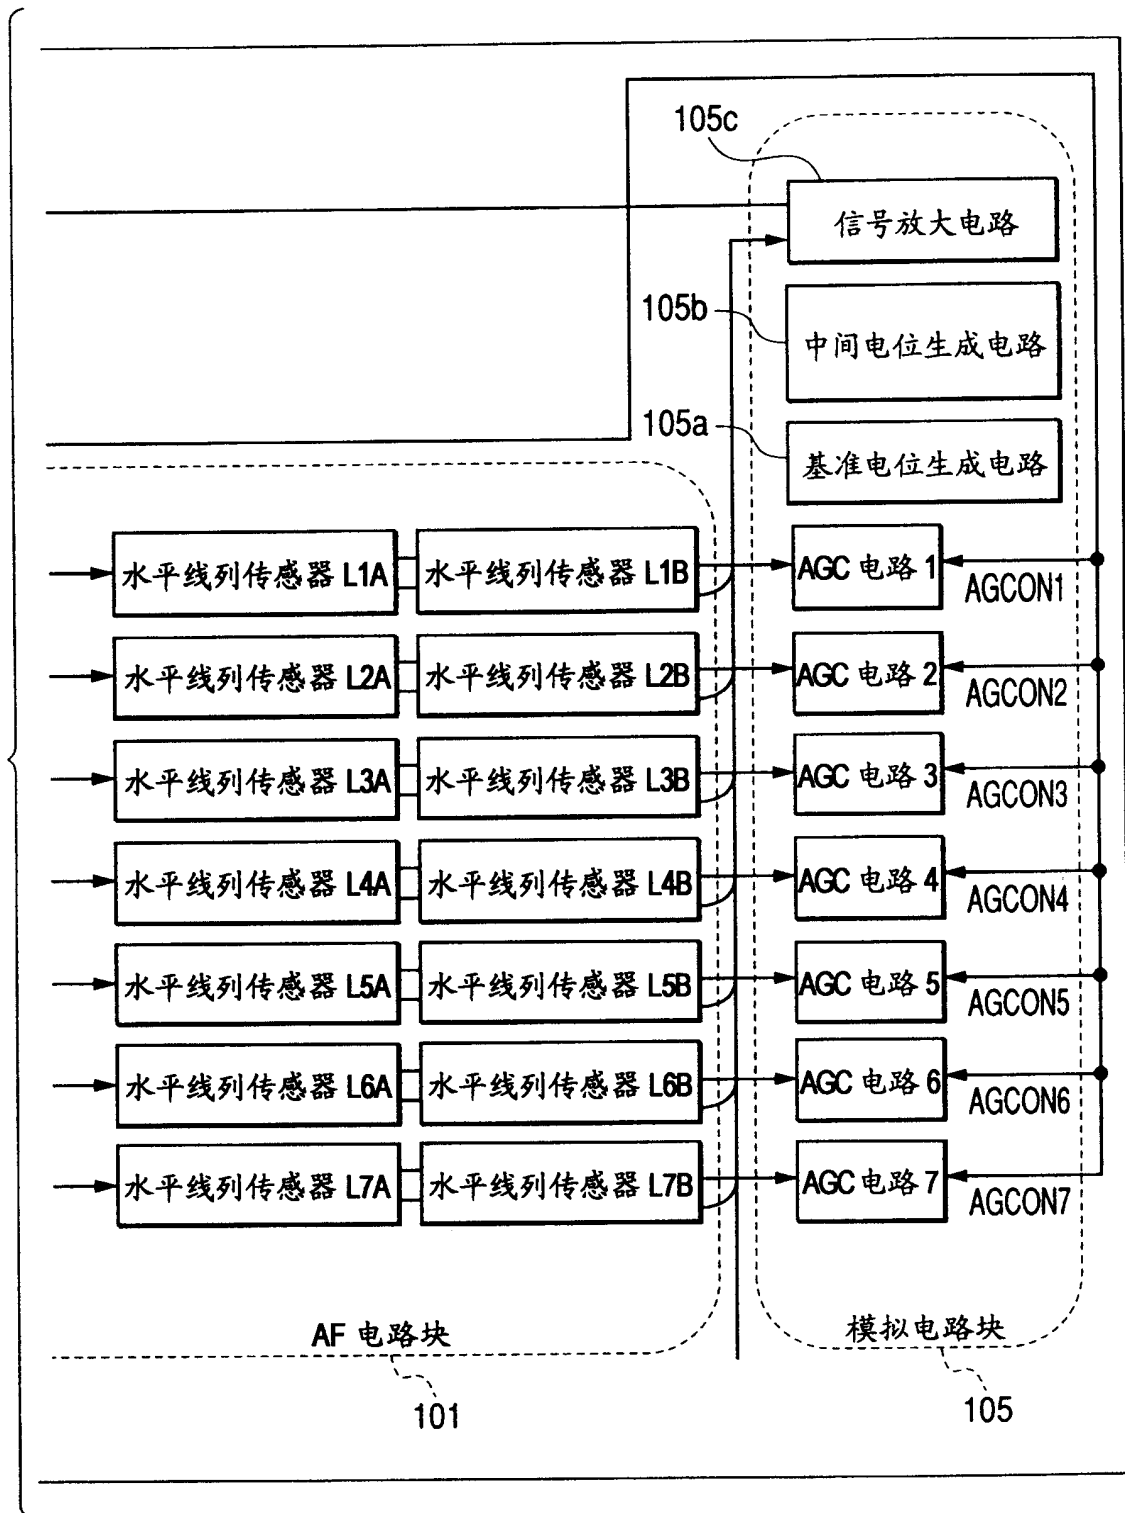 105c
信号放大电路
105b
中间电位生成电路
105a
基准电位生成电路
水平线列传感器 L1A
水平线列传感器 L1B
AGC 电路 1
AGCON1
水平线列传感器 L2A
水平线列传感器 L2B
AGC 电路 2
AGCON2
水平线列传感器 L3A
水平线列传感器 L3B
AGC 电路 3
AGCON3
水平线列传感器 L4A
水平线列传感器 L4B
AGC 电路 4
AGCON4
水平线列传感器 L5A
水平线列传感器 L5B
AGC 电路 5
AGCON5
水平线列传感器 L6A
水平线列传感器 L6B
AGC 电路 6
AGCON6
水平线列传感器 L7A
水平线列传感器 L7B
AGC 电路 7
AGCON7
AF 电路块
模拟电路块
101
105